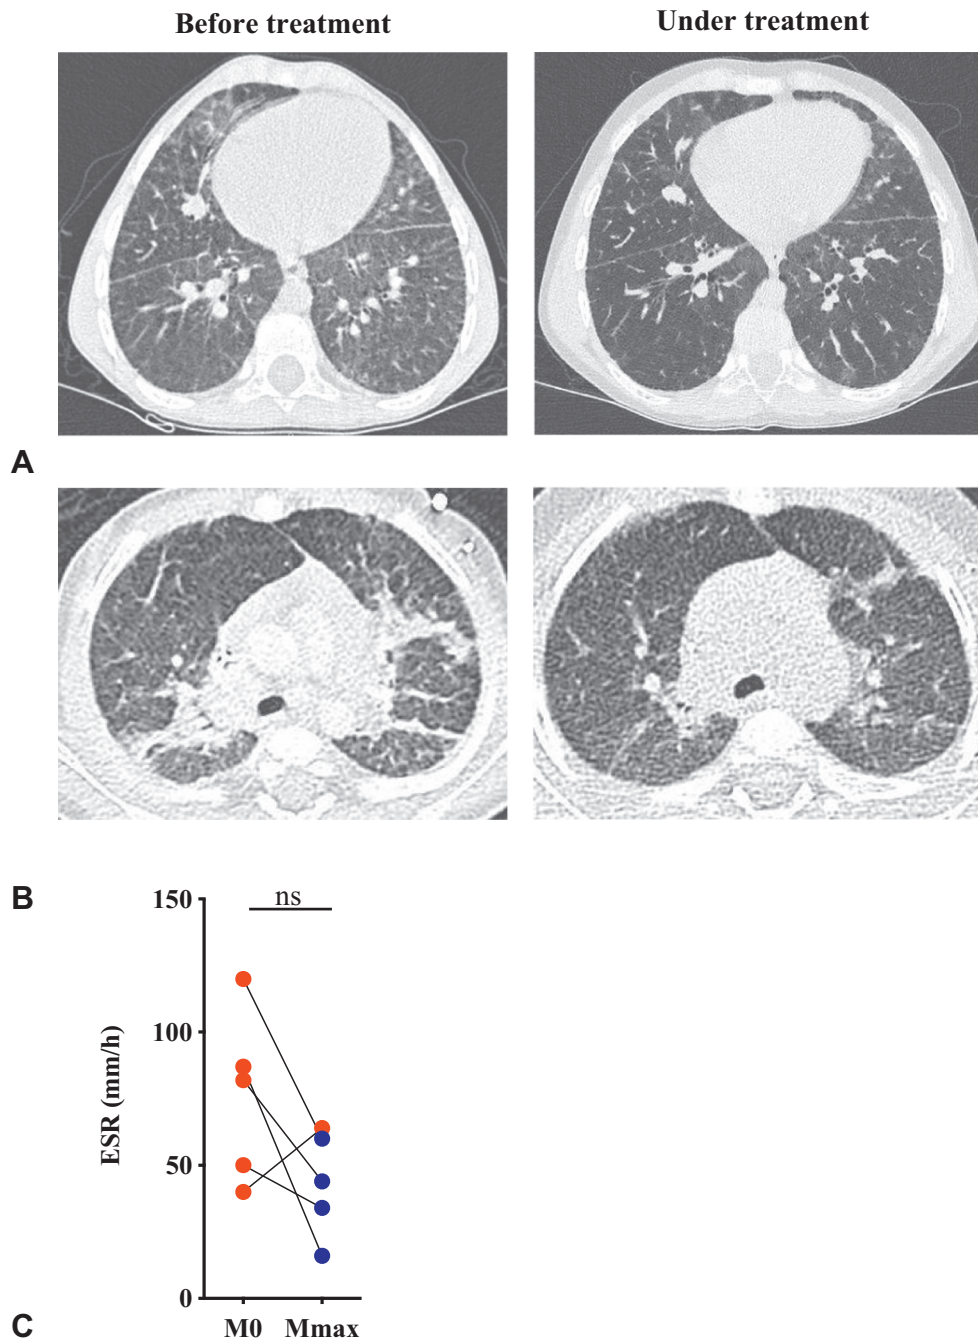 Before treatment
Under treatment
A
B
150
ns
100
50
0
ESR (mm/h)
M0 Mmax
C